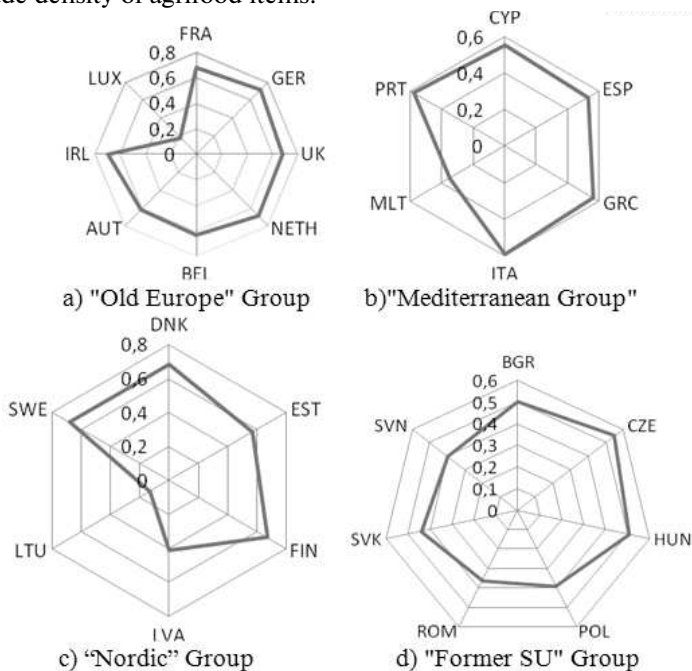 density of agrifood items.
FRA
0,8
0,6
0,4
0,2
0
GER
UK
NETH
BEL
AUT
IRL
LUX
a) "Old Europe" Group
CYP
0,6
0,4
0,2
0
ESP
GRC
ITA
MLT
PRT
b)"Mediterranean Group"
DNK
0,8
0,6
0,4
0,2
0
EST
FIN
LVA
LTU
SWE
c) “Nordic” Group
BGR
0,6
0,5
0,4
0,3
0,2
0,1
0
CZE
HUN
POL
ROM
SVK
SVN
d) "Former SU" Group